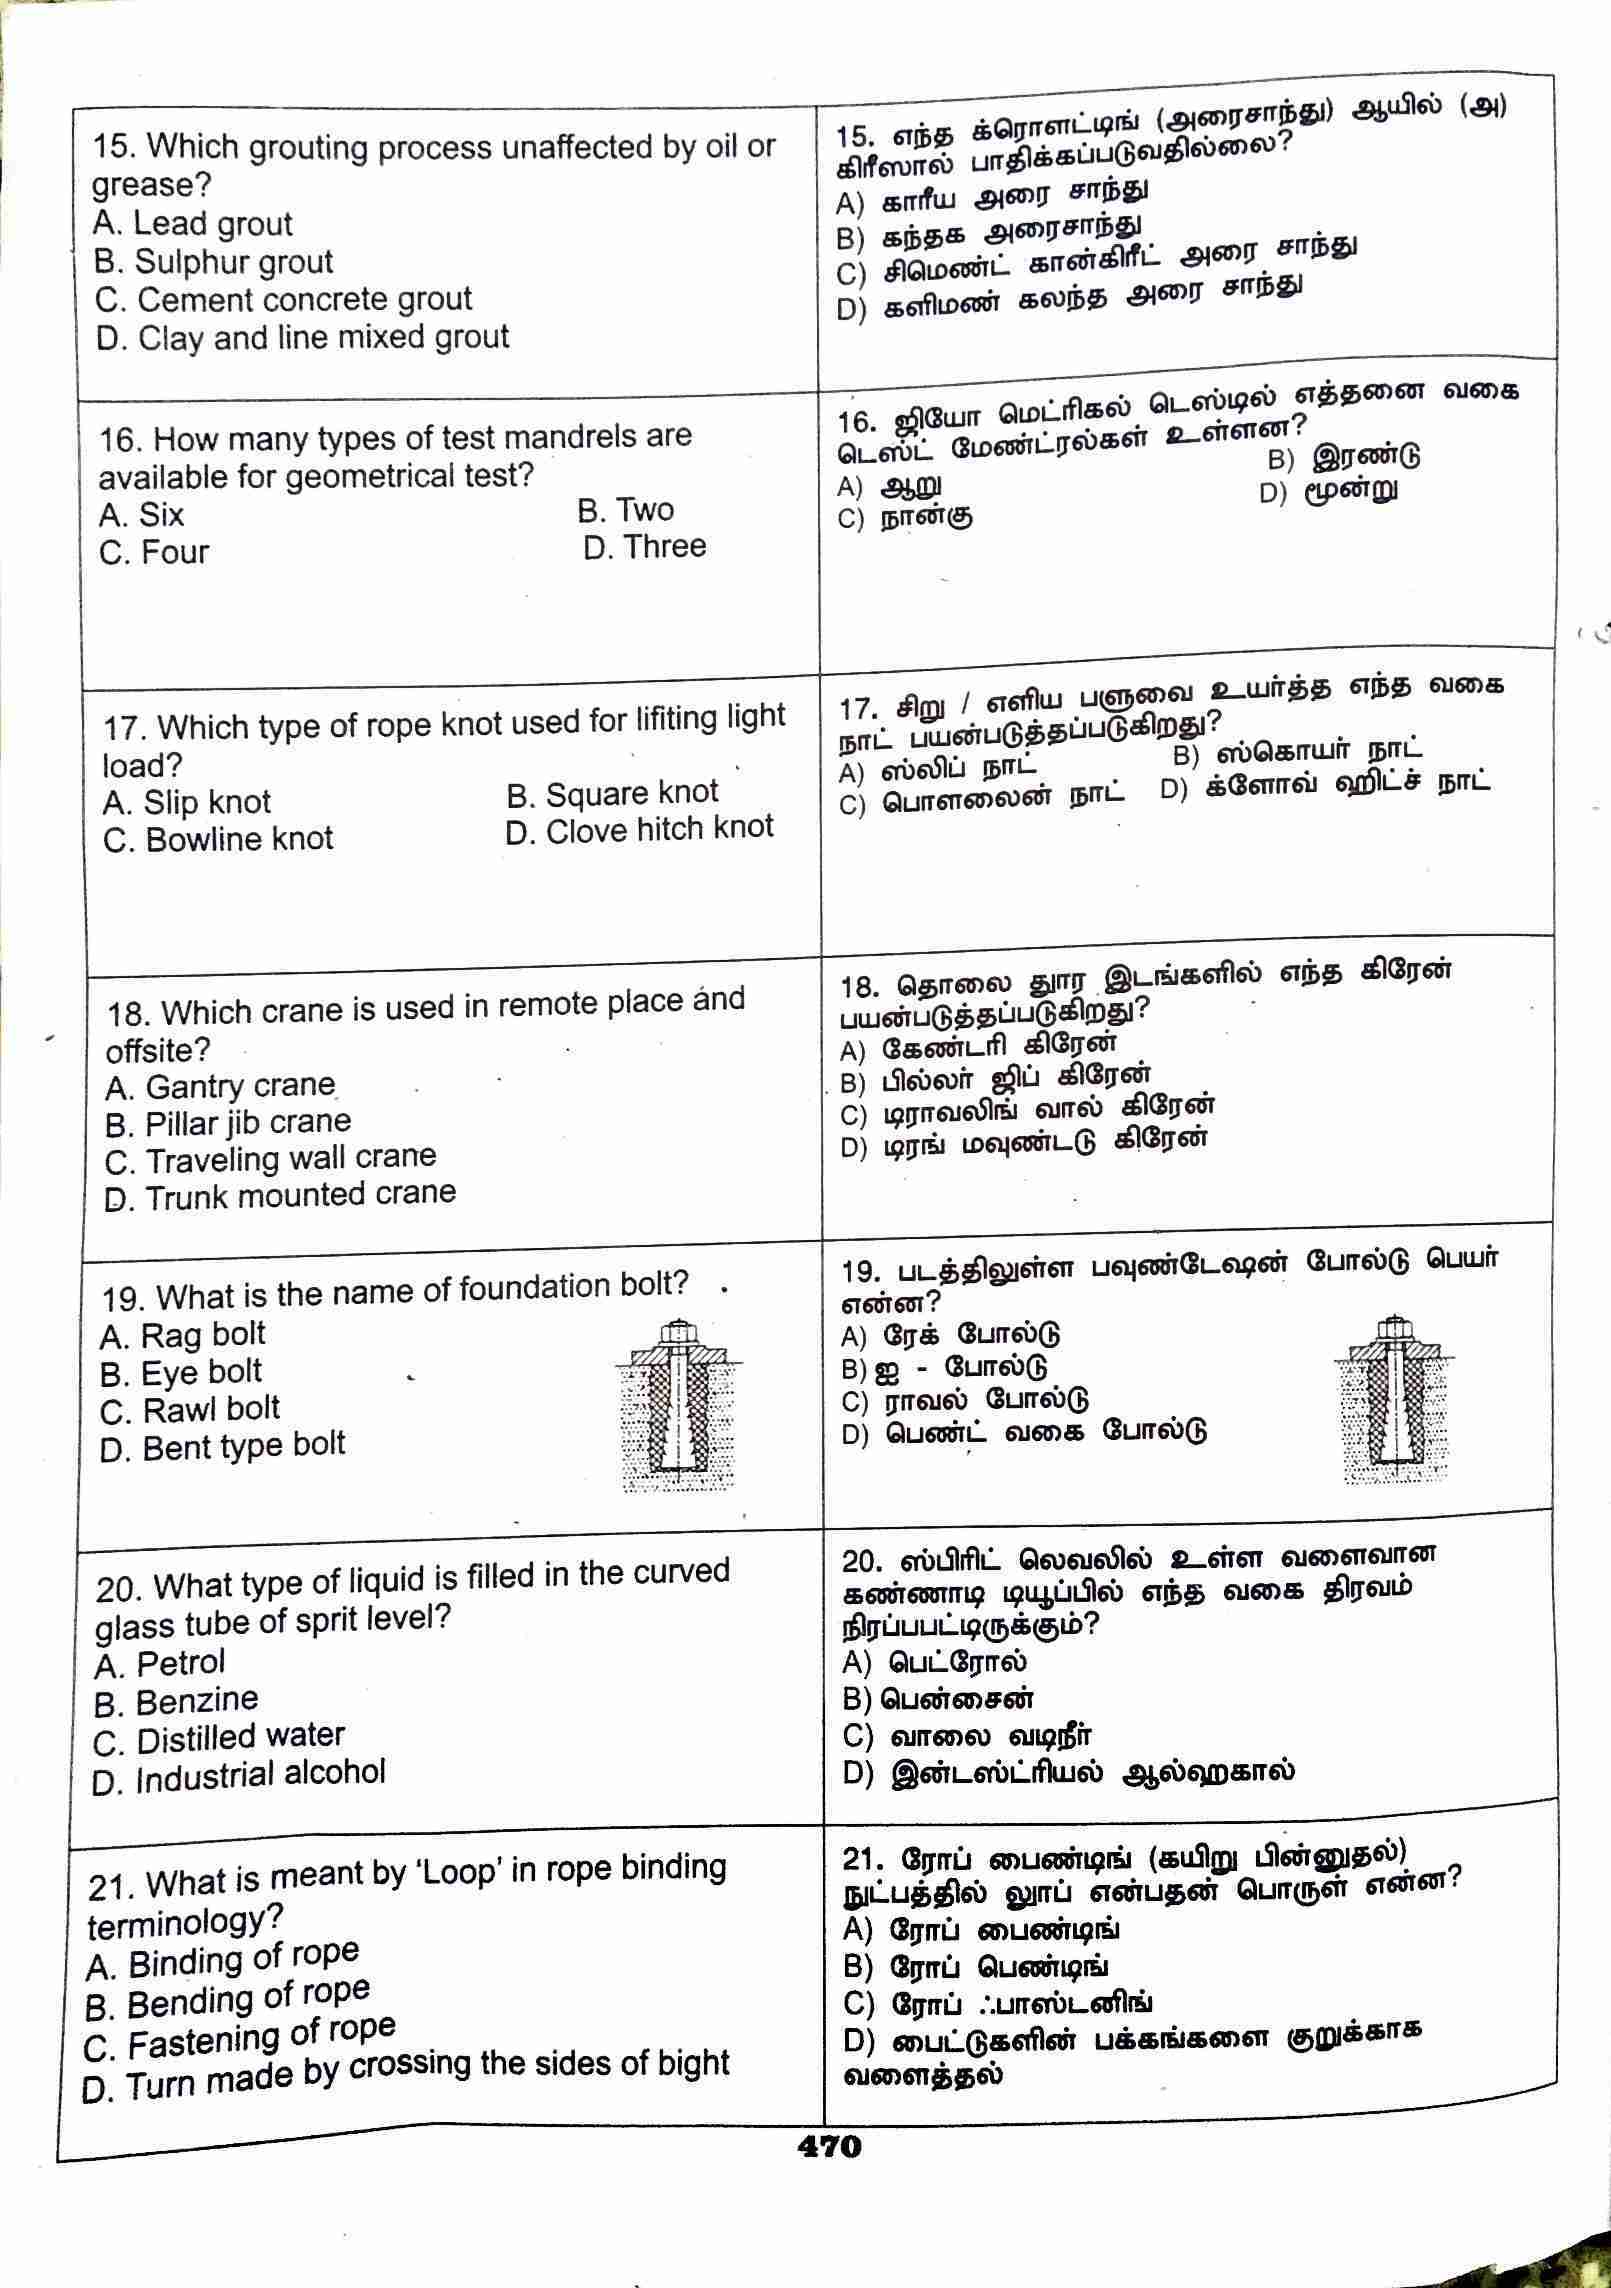 15. Which grouting process unaffected by oil or
grease?
A. Lead grout
B. Sulphur grout
C. Cement concrete grout
D. Clay and line mixed grout
15. எந்த க்ரொளட்டிங் (அரைசாந்து) ஆயில் (அ)
கிரீஸால் பாதிக்கப்படுவதில்லை?
A) காரீய அரை சாந்து
B) கந்தக அரைசாந்து
C) சிமெண்ட் கான்கிரீட் அரை சாந்து
D) களிமண் கலந்த அரை சாந்து
16. How many types of test mandrels are
available for geometrical test?
A. Six B. Two
C. Four D. Three
16. ஜியோ மெட்ரிகல் டெஸ்டில் எத்தனை வகை
டெஸ்ட் மேண்ட்ரல்கள் உள்ளன?
A) ஆறு B) இரண்டு
C) நான்கு D) மூன்று
17. Which type of rope knot used for lifiting light
load?
A. Slip knot B. Square knot
C. Bowline knot D. Clove hitch knot
17. சிறு / எளிய பளுவை உயர்த்த எந்த வகை
நாட் பயன்படுத்தப்படுகிறது?
A) ஸ்லிப் நாட் B) ஸ்கொயர் நாட்
C) பௌலைன் நாட் D) க்ளோவ் ஹிட்ச் நாட்
18. Which crane is used in remote place and
offsite?
A. Gantry crane
B. Pillar jib crane
C. Traveling wall crane
D. Trunk mounted crane
18. தொலை தூர இடங்களில் எந்த கிரேன்
பயன்படுத்தப்படுகிறது?
A) கேண்டரி கிரேன்
B) பில்லர் ஜிப் கிரேன்
C) டிராவலிங் வால் கிரேன்
D) டிரங் மவுண்டடு கிரேன்
19. What is the name of foundation bolt?
A. Rag bolt
B. Eye bolt
C. Rawl bolt
D. Bent type bolt
19. படத்திலுள்ள பவுண்டேஷன் போல்டு பெயர்
என்ன?
A) ரேக் போல்டு
B) ஐ - போல்டு
C) ராவல் போல்டு
D) பெண்ட் வகை போல்டு
20. What type of liquid is filled in the curved
glass tube of sprit level?
A. Petrol
B. Benzine
C. Distilled water
D. Industrial alcohol
20. ஸ்பிரிட் லெவலில் உள்ள வளைவான
கண்ணாடி டியூப்பில் எந்த வகை திரவம்
நிரப்பபட்டிருக்கும்?
A) பெட்ரோல்
B) பென்சைன்
C) வாலை வடிநீர்
D) இன்டஸ்ட்ரியல் ஆல்ஹகால்
21. What is meant by ‘Loop’ in rope binding
terminology?
A. Binding of rope
B. Bending of rope
C. Fastening of rope
D. Turn made by crossing the sides of bight
21. ரோப் பைண்டிங் (கயிறு பின்னுதல்)
நுட்பத்தில் லூப் என்பதன் பொருள் என்ன?
A) ரோப் பைண்டிங்
B) ரோப் பெண்டிங்
C) ரோப் ஃபாஸ்டனிங்
D) பைட்டுகளின் பக்கங்களை குறுக்காக
வளைத்தல்
470